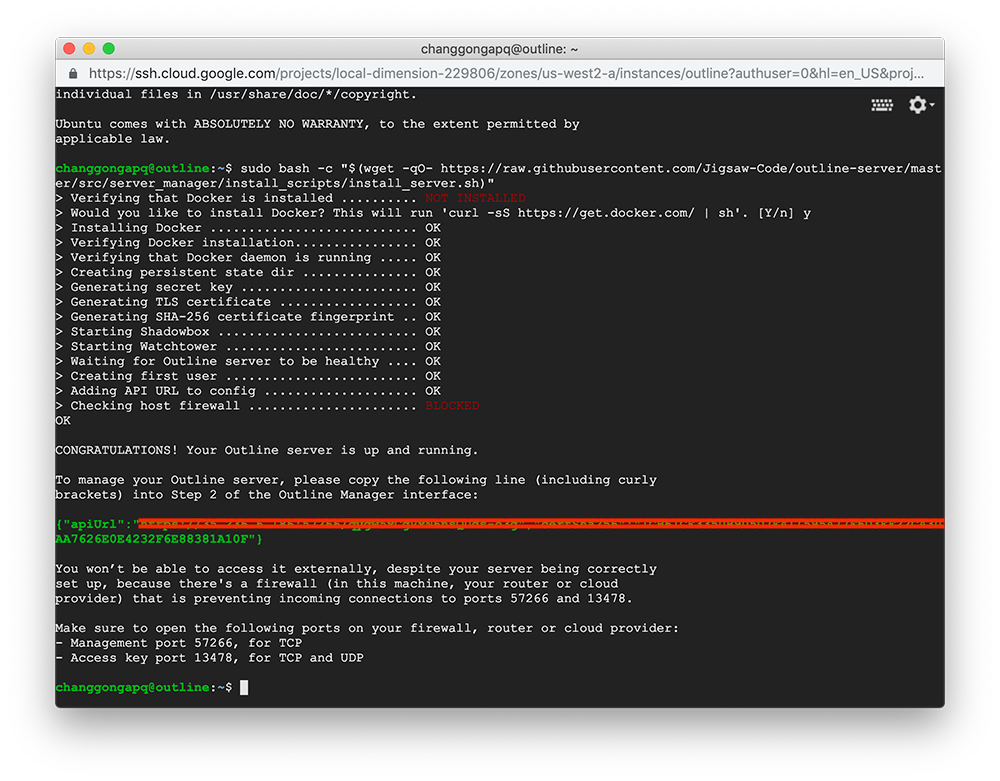 changgongapq@outline: ~
https://ssh.cloud.google.com/projects/local-dimension-229806/zones/us-west2-a/instances/outline?authuser=0&hl=en_US&proj...
individual files in /usr/share/doc/*/copyright.
Ubuntu comes with ABSOLUTELY NO WARRANTY, to the extent permitted by
applicable law.
changgongapq@outline:~$ sudo bash -c "$(wget -qO- https://raw.githubusercontent.com/Jigsaw-Code/outline-server/mast
er/src/server_manager/install_scripts/install_server.sh)"
> Verifying that Docker is installed .......... NOT INSTALLED
> Would you like to install Docker? This will run 'curl -sS https://get.docker.com/ | sh'. [Y/n] y
> Installing Docker ........................... OK
> Verifying Docker installation................ OK
> Verifying that Docker daemon is running ..... OK
> Creating persistent state dir ............... OK
> Generating secret key ....................... OK
> Generating TLS certificate .................. OK
> Generating SHA-256 certificate fingerprint .. OK
> Starting Shadowbox .......................... OK
> Starting Watchtower ......................... OK
> Waiting for Outline server to be healthy .... OK
> Creating first user ......................... OK
> Adding API URL to config .................... OK
> Checking host firewall ...................... BLOCKED
OK
CONGRATULATIONS! Your Outline server is up and running.
To manage your Outline server, please copy the following line (including curly
brackets) into Step 2 of the Outline Manager interface:
{"apiUrl":"
AA7626E0E4232F6E88381A10F"}
You won’t be able to access it externally, despite your server being correctly
set up, because there's a firewall (in this machine, your router or cloud
provider) that is preventing incoming connections to ports 57266 and 13478.
Make sure to open the following ports on your firewall, router or cloud provider:
- Management port 57266, for TCP
- Access key port 13478, for TCP and UDP
changgongapq@outline:~$